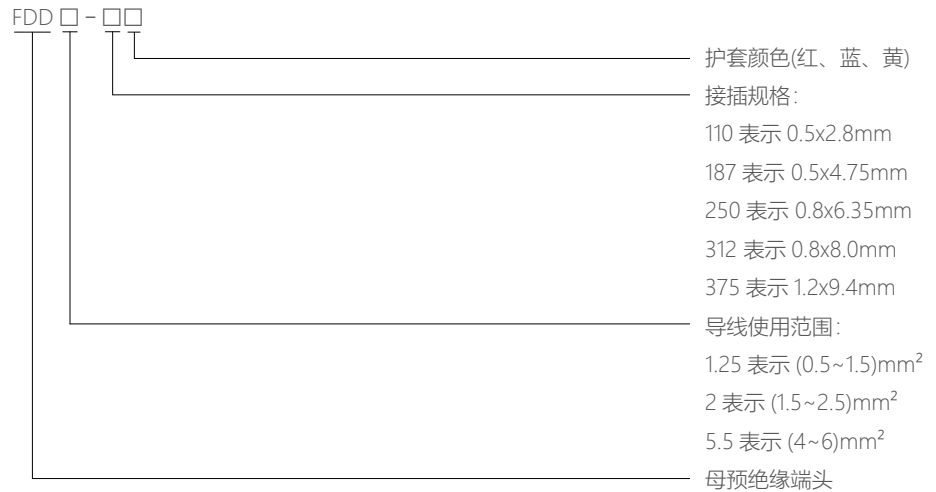 FDD □ - □□
护套颜色(红、蓝、黄)
接插规格:
110 表示 0.5x2.8mm
187 表示 0.5x4.75mm
250 表示 0.8x6.35mm
312 表示 0.8x8.0mm
375 表示 1.2x9.4mm
导线使用范围:
1.25 表示 (0.5~1.5)mm²
2 表示 (1.5~2.5)mm²
5.5 表示 (4~6)mm²
母预绝缘端头